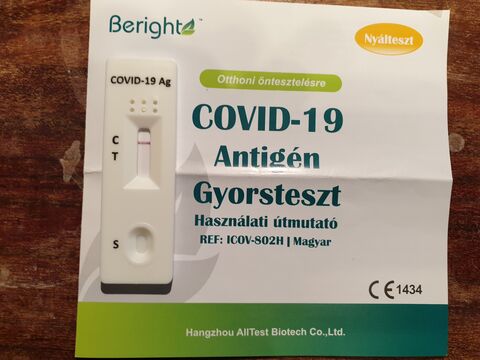 Beright™
Nyálteszt
COVID-19 Ag
C
T
S
Otthoni öntesztelésre
COVID-19
Antigén
Gyorsteszt
Használati útmutató
REF: ICOV-802H | Magyar
CE 1434
Hangzhou AllTest Biotech Co.,Ltd.